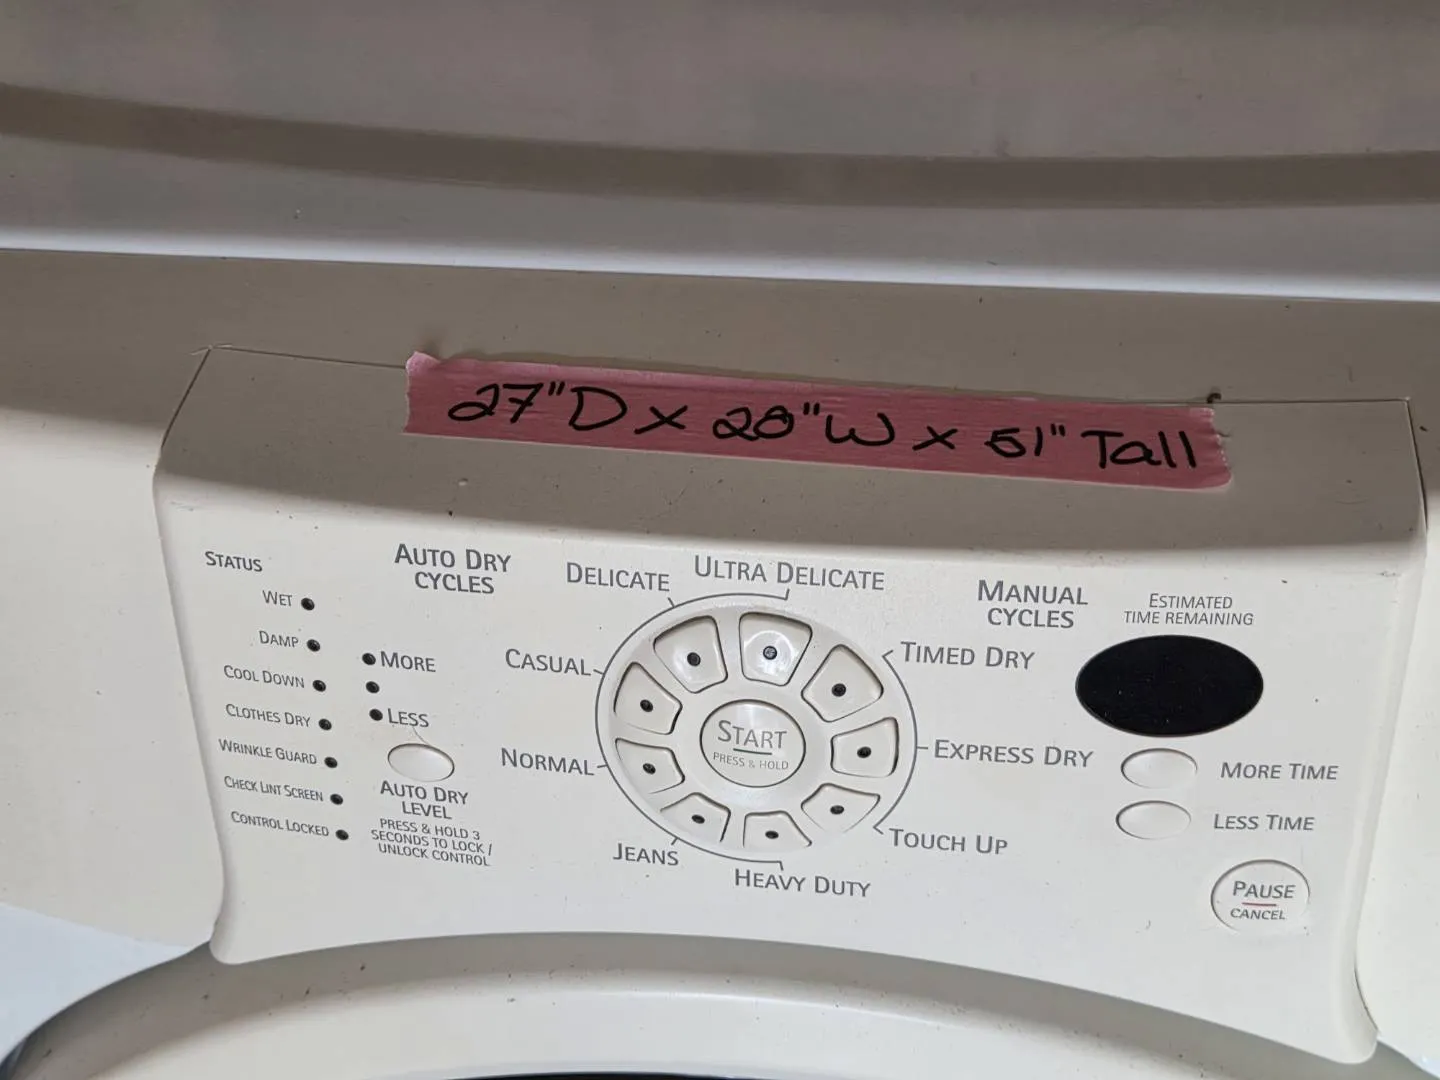 27"D x 28"W x 51" Tall
STATUS
WET
DAMP
COOL DOWN
CLOTHES DRY
WRINKLE GUARD
CHECK LINT SCREEN
CONTROL LOCKED
AUTO DRY
CYCLES
MORE
LESS
AUTO DRY
LEVEL
PRESS & HOLD 3
SECONDS TO LOCK /
UNLOCK CONTROL
DELICATE
ULTRA DELICATE
CASUAL
NORMAL
JEANS
HEAVY DUTY
START
PRESS & HOLD
MANUAL
CYCLES
TIMED DRY
EXPRESS DRY
TOUCH UP
ESTIMATED
TIME REMAINING
MORE TIME
LESS TIME
PAUSE
CANCEL